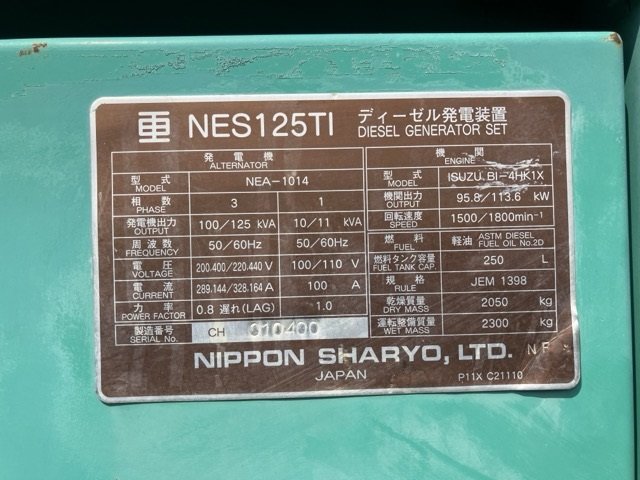 NES125TI ディーゼル発電装置
DIESEL GENERATOR SET
発電機
ALTERNATOR
型式 MODEL NEA-1014
相数 PHASE 3 1
発電機出力 OUTPUT 100/125 kVA 10/11 kVA
周波数 FREQUENCY 50/60Hz 50/60Hz
電圧 VOLTAGE 200.400/220.440 V 100/110 V
電流 CURRENT 289.144/328.164 A 100 A
力率 POWER FACTOR 0.8 遅れ(LAG) 1.0
製造番号 SERIAL No. CH 610400
機関
ENGINE
型式 MODEL ISUZU BI-4HK1X
機関出力 OUTPUT 95.8/113.6 kW
回転速度 SPEED 1500/1800min⁻¹
燃料 FUEL 軽油 ASTM DIESEL FUEL OIL No.2D
燃料タンク容量 FUEL TANK CAP. 250 L
規格 RULE JEM 1398
乾燥質量 DRY MASS 2050 kg
運転整備質量 WET MASS 2300 kg
NIPPON SHARYO, LTD.
JAPAN
P11X C21110